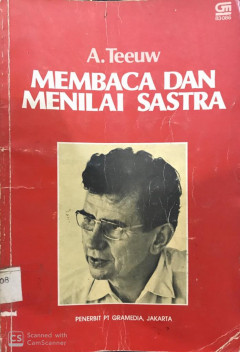 A. Teeuw
MEMBACA DAN
MENILAI SASTRA
PENERBIT PT GRAMEDIA, JAKARTA
CS
Scanned with
CamScanner